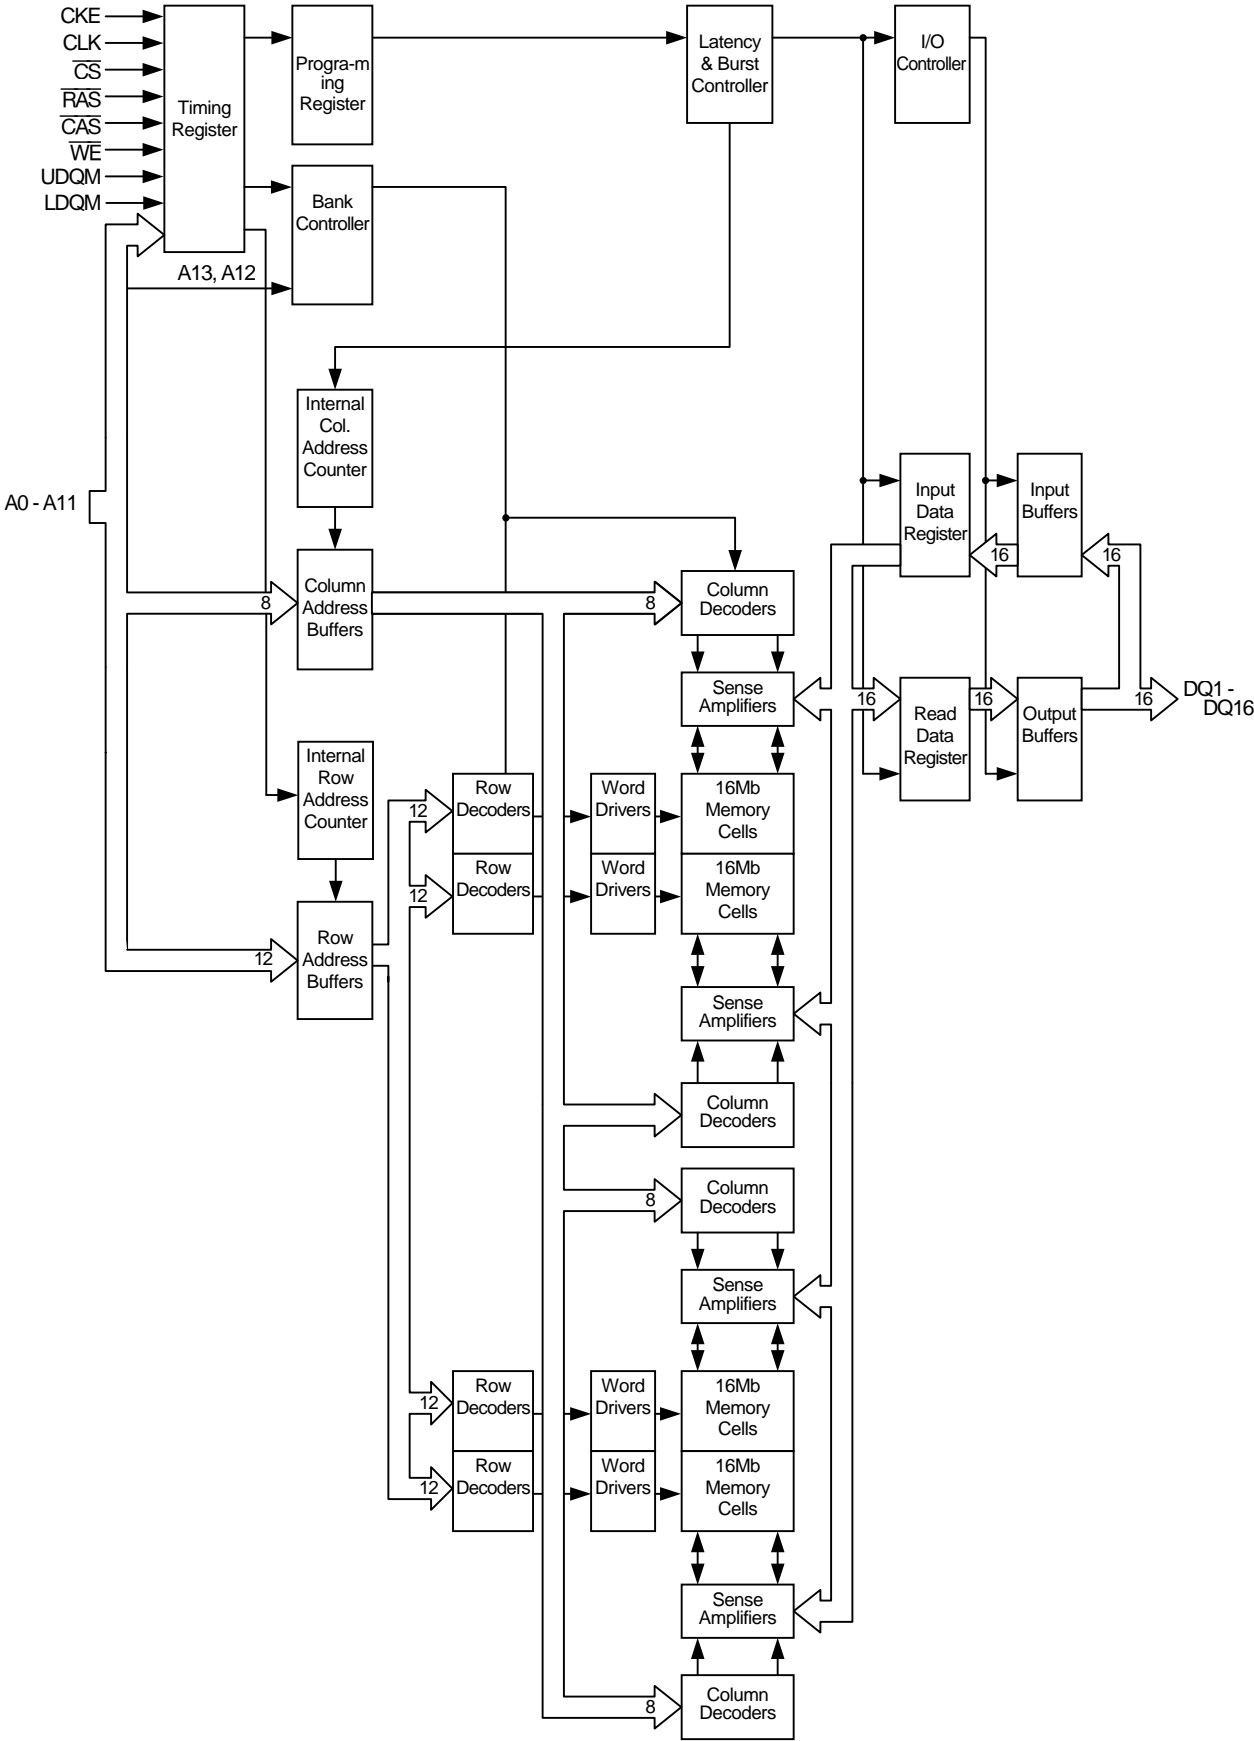 CKE
CLK
CS
RAS
CAS
WE
UDQM
LDQM
Timing
Register
Progra-m
ing
Register
Latency
& Burst
Controller
I/O
Controller
Bank
Controller
A13, A12
Internal
Col.
Address
Counter
A0 - A11
Input
Data
Register
Input
Buffers
16
16
Column
Address
Buffers
8
8
Column
Decoders
Sense
Amplifiers
16
Read
Data
Register
16
Output
Buffers
16
DQ1 -
DQ16
Internal
Row
Address
Counter
12
Row
Decoders
Word
Drivers
16Mb
Memory
Cells
12
Row
Decoders
Word
Drivers
16Mb
Memory
Cells
12
Row
Address
Buffers
Sense
Amplifiers
Column
Decoders
8
Column
Decoders
Sense
Amplifiers
12
Row
Decoders
Word
Drivers
16Mb
Memory
Cells
12
Row
Decoders
Word
Drivers
16Mb
Memory
Cells
Sense
Amplifiers
8
Column
Decoders